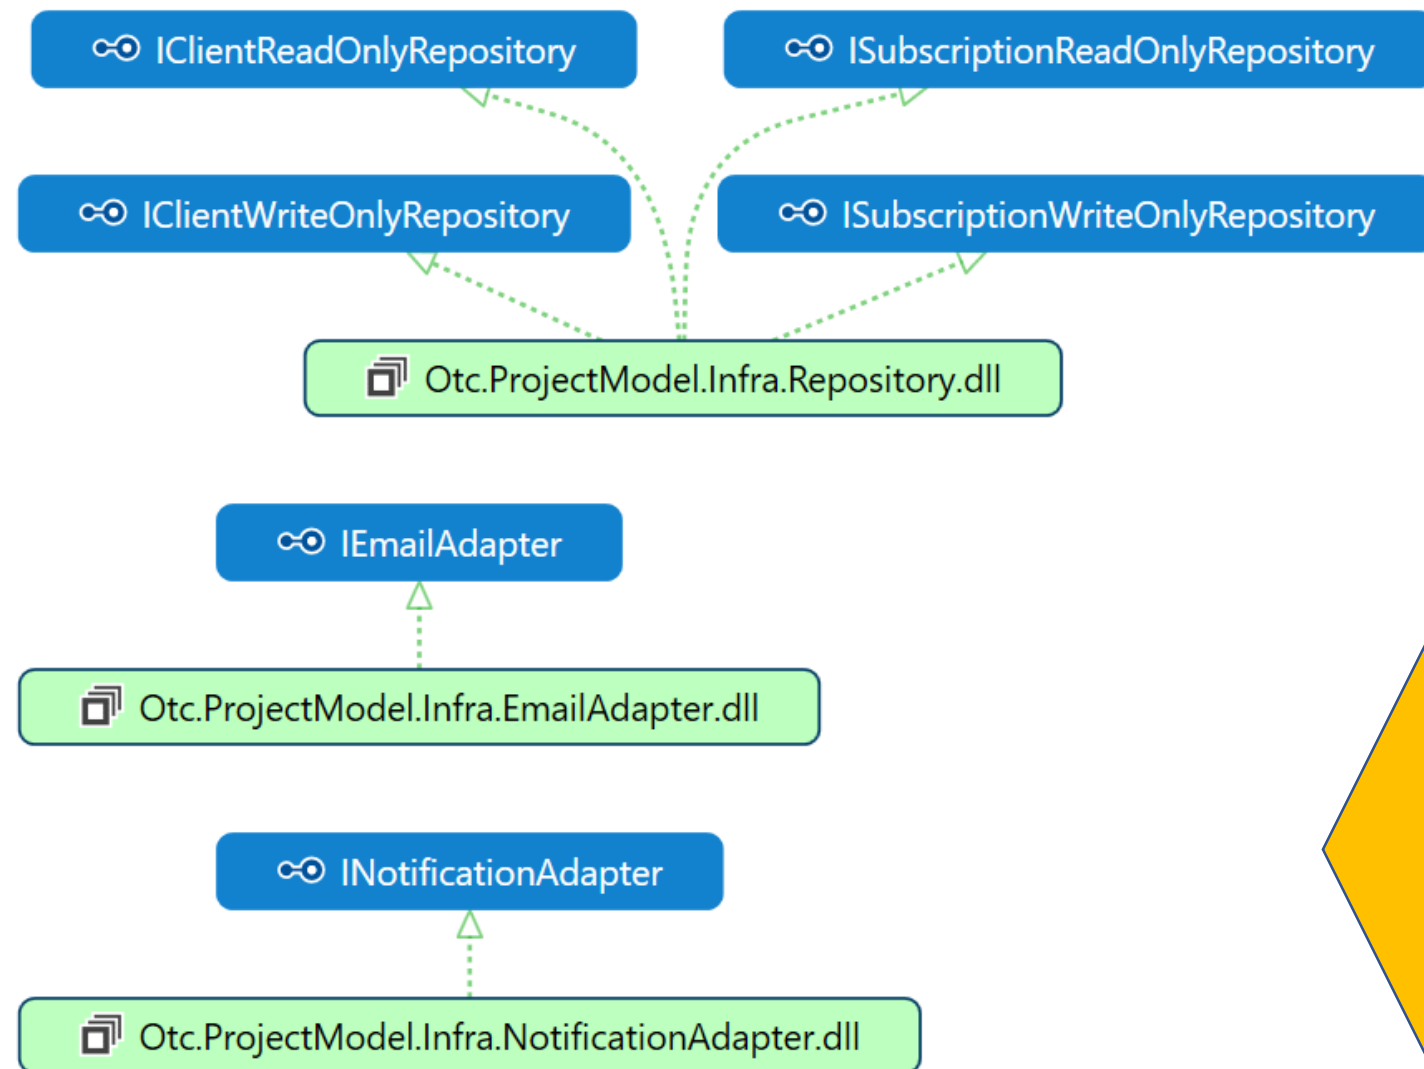 IClientReadOnlyRepository
ISubscriptionReadOnlyRepository
IClientWriteOnlyRepository
ISubscriptionWriteOnlyRepository
Otc.ProjectModel.Infra.Repository.dll
IEmailAdapter
Otc.ProjectModel.Infra.EmailAdapter.dll
INotificationAdapter
Otc.ProjectModel.Infra.NotificationAdapter.dll